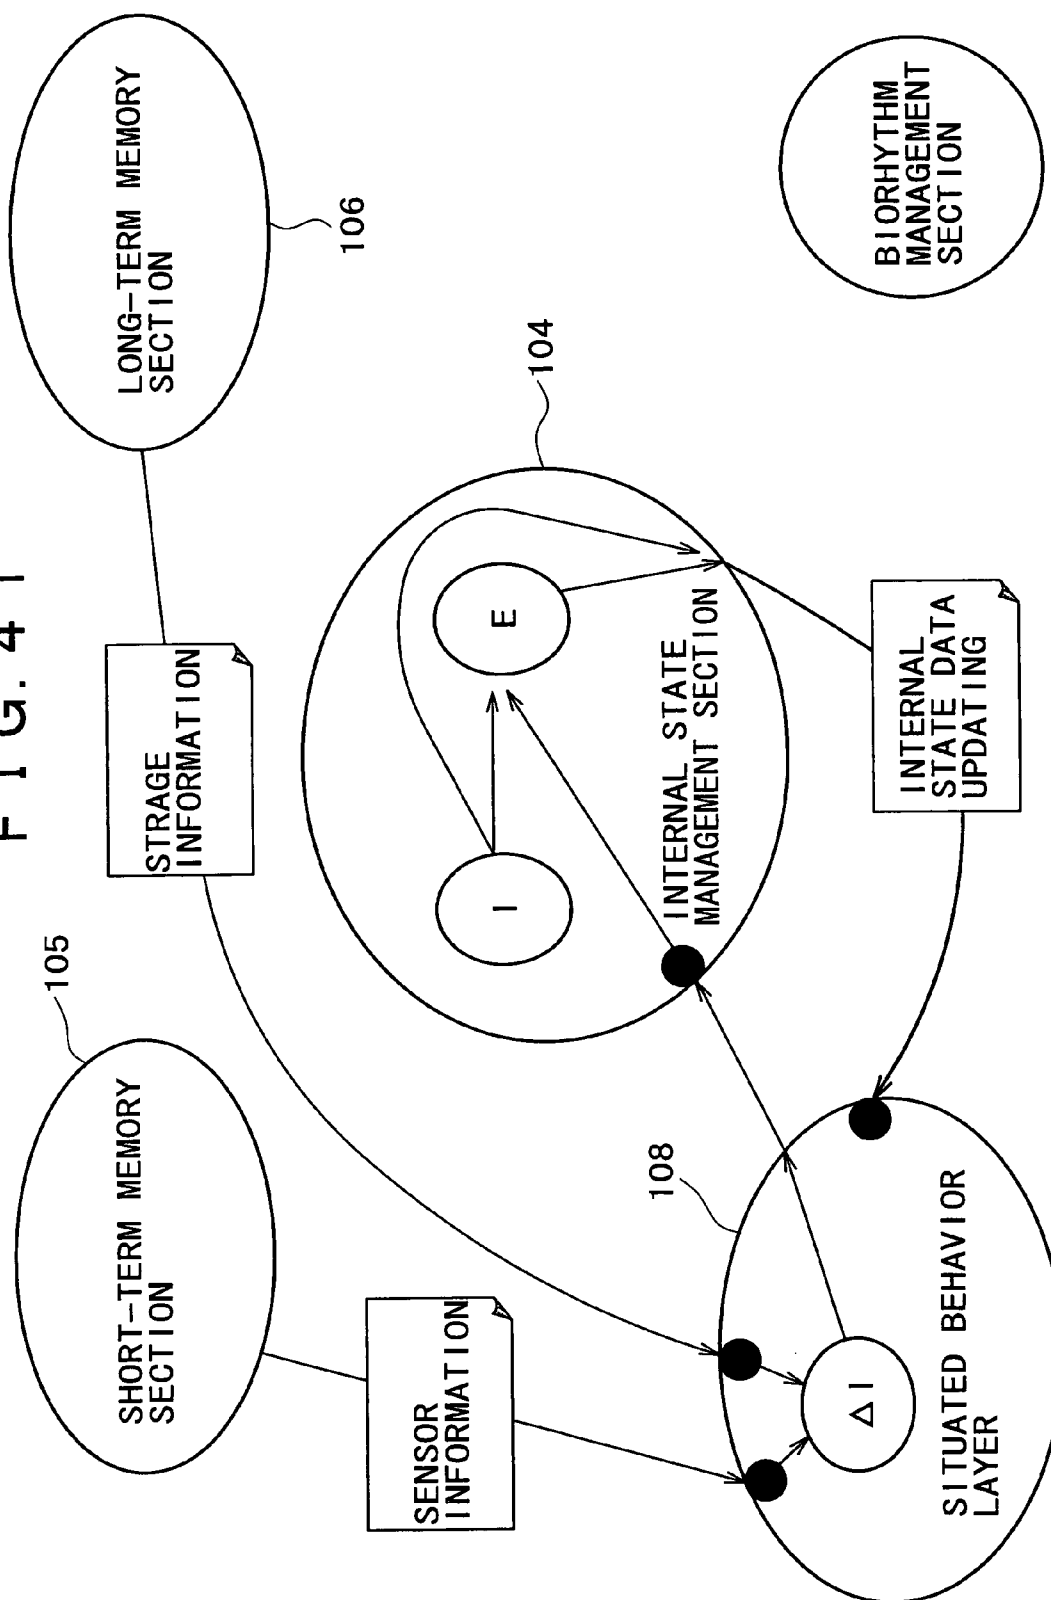 FIG. 41
SHORT-TERM MEMORY
SECTION
105
LONG-TERM MEMORY
SECTION
106
STRAGE
INFORMATION
SENSOR
INFORMATION
104
I
E
INTERNAL STATE
MANAGEMENT SECTION
108
ΔI
SITUATED BEHAVIOR
LAYER
INTERNAL
STATE DATA
UPDATING
BIORHYTHM
MANAGEMENT
SECTION